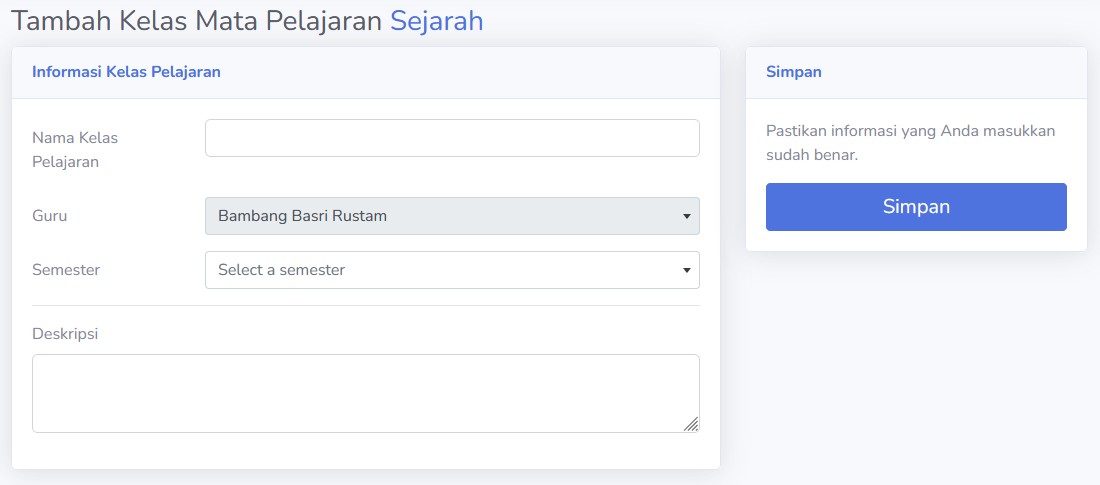 Tambah Kelas Mata Pelajaran Sejarah
Informasi Kelas Pelajaran
Nama Kelas
Pelajaran
Guru
Bambang Basri Rustam
Semester
Select a semester
Deskripsi
Simpan
Pastikan informasi yang Anda masukkan
sudah benar.
Simpan